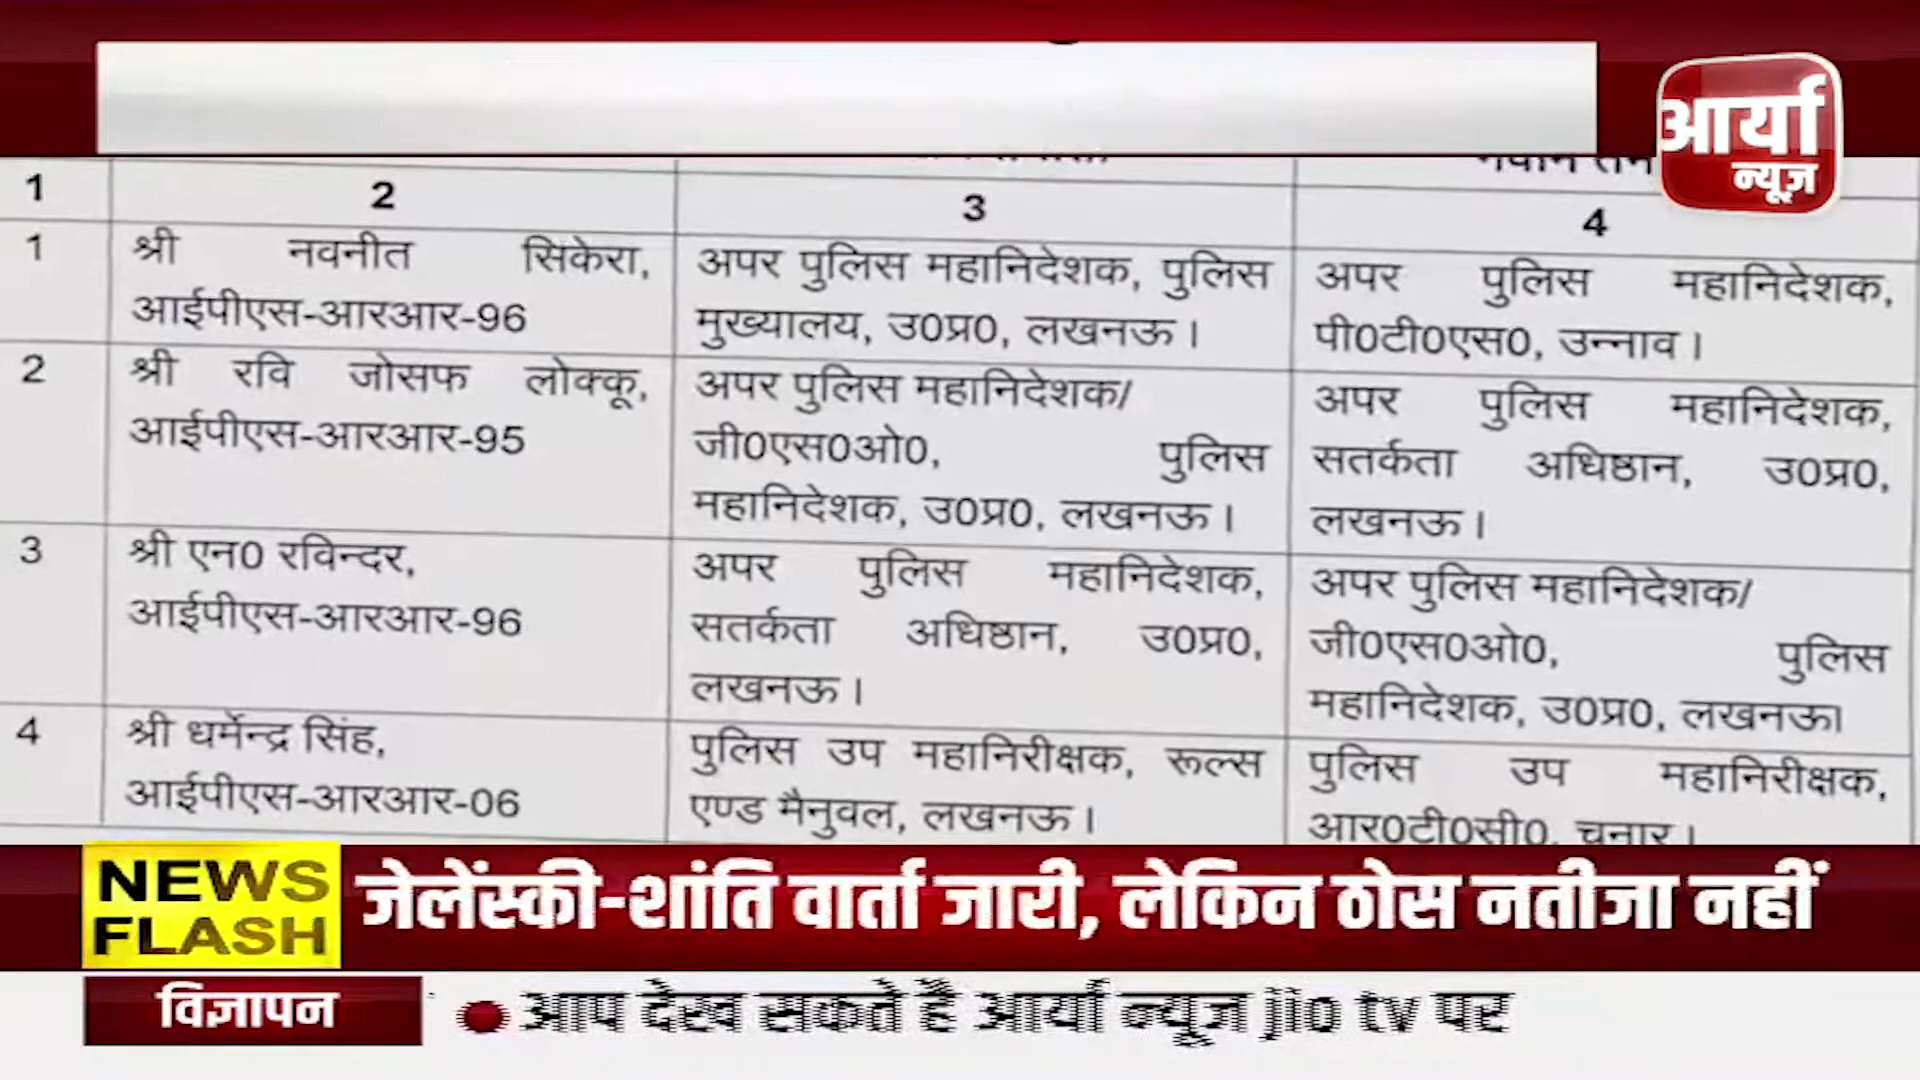 आर्या
न्यूज़
1 2 3 4
1 श्री नवनीत सिकेरा,
आईपीएस-आरआर-96
अपर पुलिस महानिदेशक, पुलिस
मुख्यालय, उ0प्र0, लखनऊ।
अपर पुलिस महानिदेशक,
पी0टी0एस0, उन्नाव।
2 श्री रवि जोसफ लोक्कू,
आईपीएस-आरआर-95
अपर पुलिस महानिदेशक/
जी0एस0ओ0, पुलिस
महानिदेशक, उ0प्र0, लखनऊ।
अपर पुलिस महानिदेशक,
सतर्कता अधिष्ठान, उ0प्र0,
लखनऊ।
3 श्री एन0 रविन्दर,
आईपीएस-आरआर-96
अपर पुलिस महानिदेशक,
सतर्कता अधिष्ठान, उ0प्र0,
लखनऊ।
अपर पुलिस महानिदेशक/
जी0एस0ओ0, पुलिस
महानिदेशक, उ0प्र0, लखनऊ।
4 श्री धर्मेन्द्र सिंह,
आईपीएस-आरआर-06
पुलिस उप महानिरीक्षक, रूल्स
एण्ड मैनुवल, लखनऊ।
पुलिस उप महानिरीक्षक,
आर0टी0सी0, चुनार।
NEWS
FLASH
जेलेंस्की-शांति वार्ता जारी, लेकिन ठोस नतीजा नहीं
विज्ञापन
आप देख सकते हैं आर्या न्यूज jio tv पर